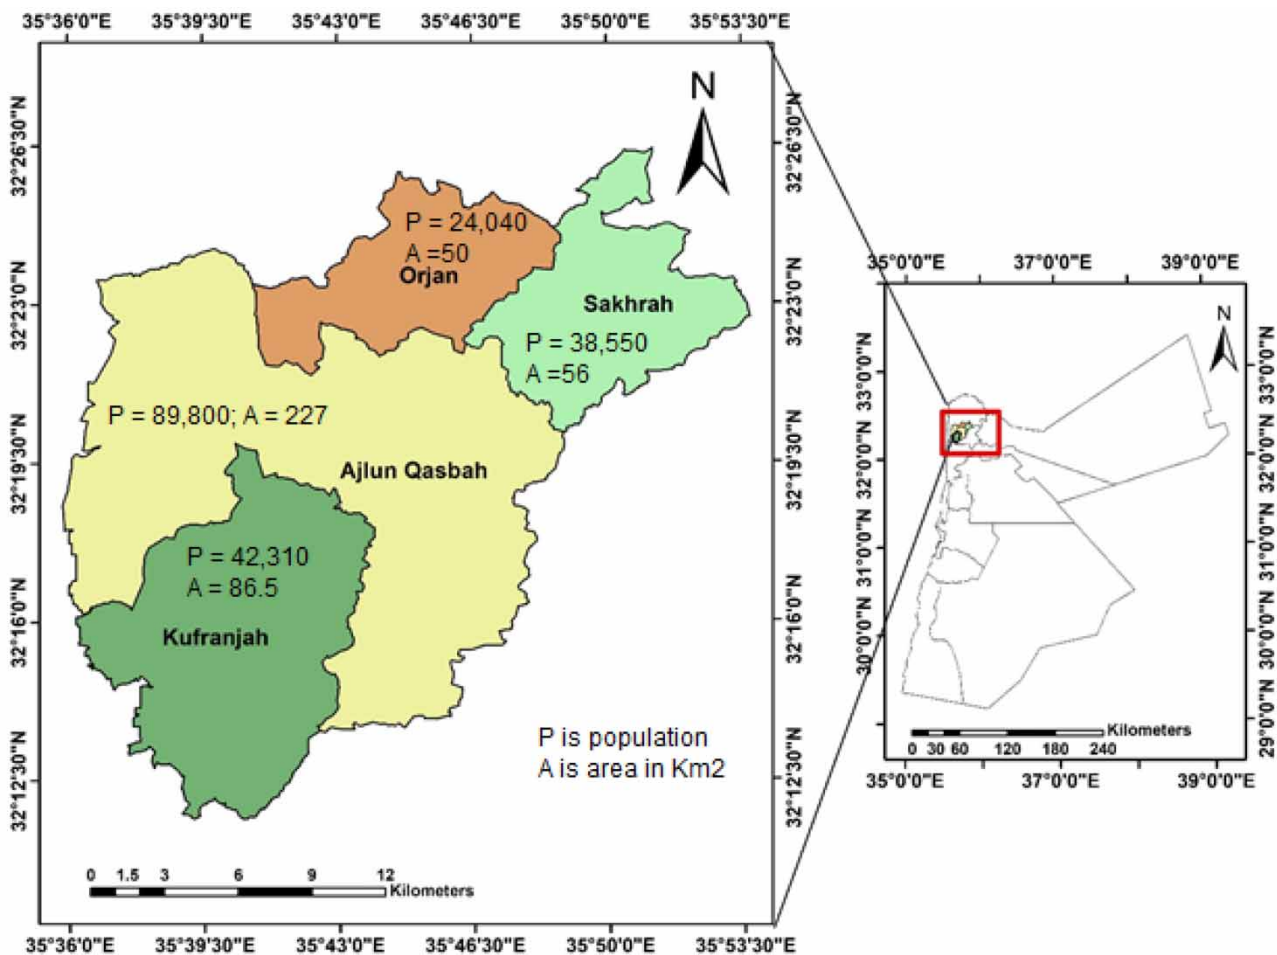 35°36'0"E 35°39'30"E 35°43'0"E 35°46'30"E 35°50'0"E 35°53'30"E
N
32°26'30"N
32°23'0"N
32°19'30"N
32°16'0"N
32°12'30"N
32°26'30"N
32°23'0"N
32°19'30"N
32°16'0"N
32°12'30"N
P = 24,040
A =50
Orjan
Sakhrah
P = 38,550
A =56
P = 89,800; A = 227
Ajlun Qasbah
P = 42,310
A = 86.5
Kufranjah
P is population
A is area in Km2
0 1.5 3 6 9 12
Kilometers
35°36'0"E 35°39'30"E 35°43'0"E 35°46'30"E 35°50'0"E 35°53'30"E
35°0'0"E 37°0'0"E 39°0'0"E
N
33°0'0"N
32°0'0"N
31°0'0"N
30°0'0"N
33°0'0"N
32°0'0"N
31°0'0"N
30°0'0"N
29°0'0"N
Kilometers
0 30 60 120 180 240
35°0'0"E 37°0'0"E 39°0'0"E